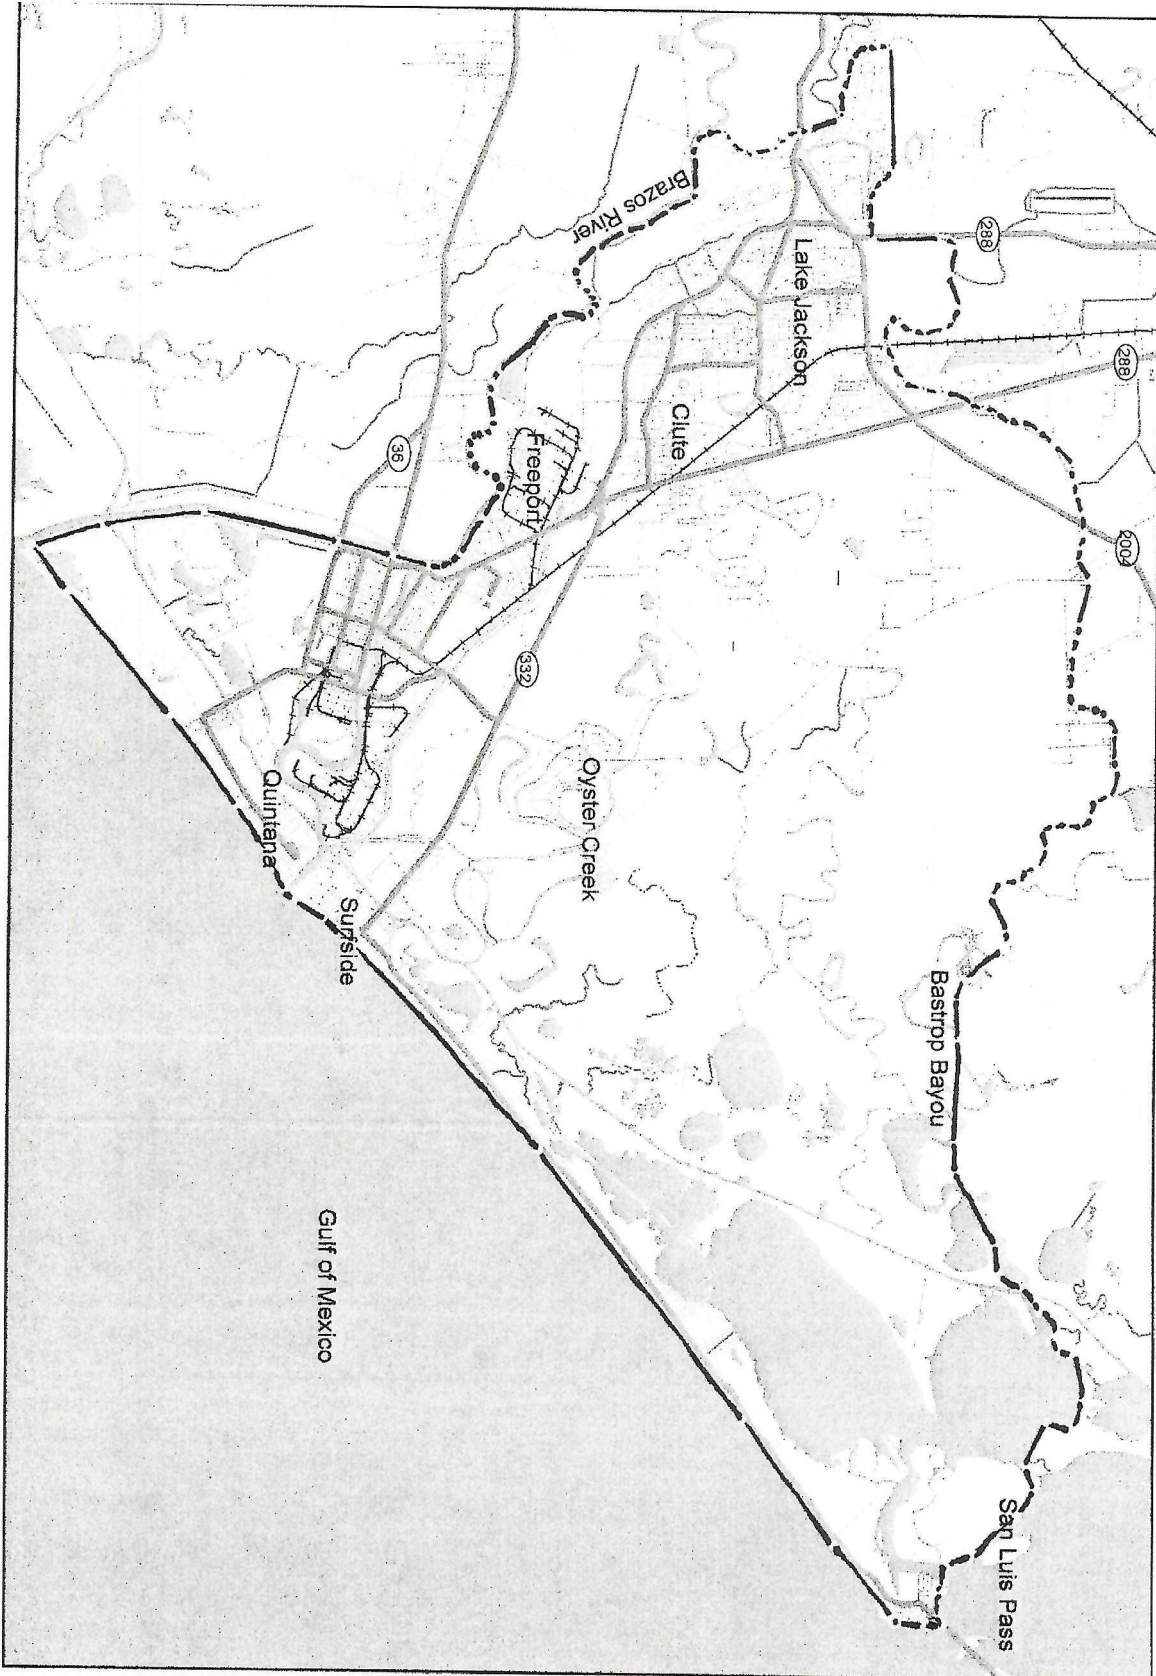 288
2004
San Luis Pass
288
Bastrop Bayou
Lake Jackson
Clute
Brazos River
Oyster Creek
Freeport
332
36
Surfside
Gulf of Mexico
Quintana